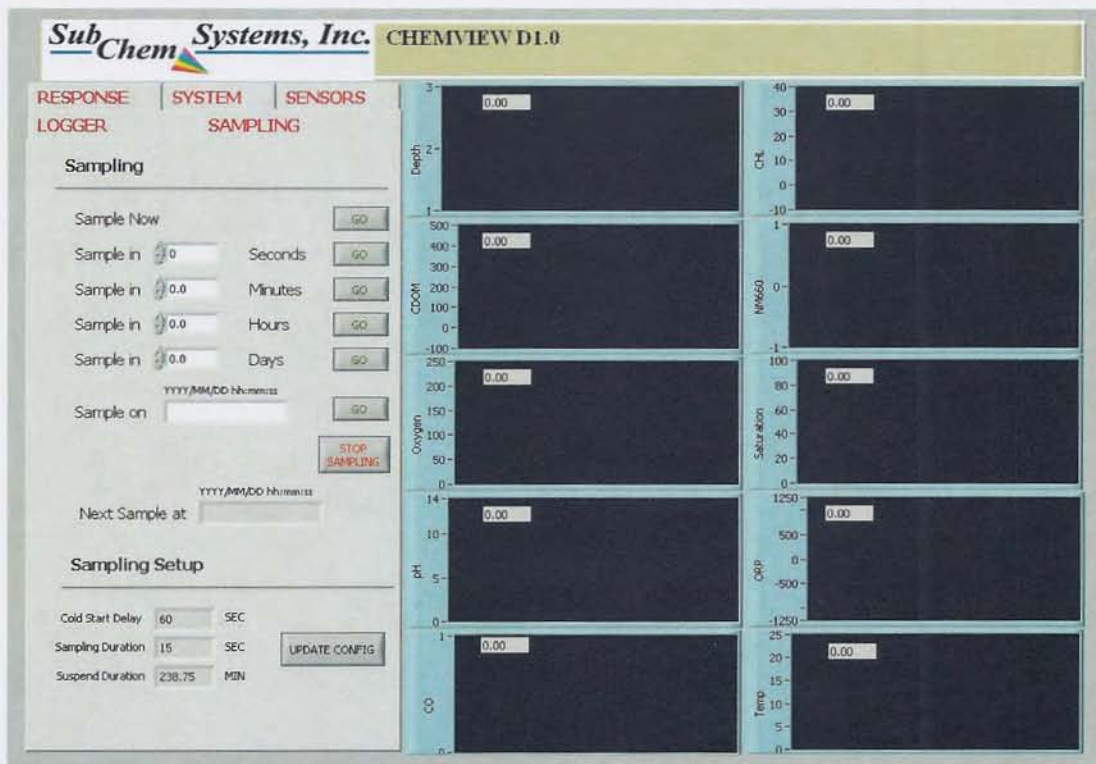 SubChem Systems, Inc. CHEMVIEW D1.0
RESPONSE SYSTEM SENSORS
LOGGER SAMPLING
Sampling
Sample Now GO
Sample in 0 Seconds GO
Sample in 0.0 Minutes GO
Sample in 0.0 Hours GO
Sample in 0.0 Days GO
YYYY/MM/DD hh:mm:ss
Sample on GO
STOP
SAMPLING
YYYY/MM/DD hh:mm:ss
Next Sample at
Sampling Setup
Cold Start Delay 60 SEC
Sampling Duration 15 SEC
UPDATE CONFIG
Suspend Duration 238.75 MIN
Depth
3
2
1
0.00
CHL
40
30
20
10
0
-10
0.00
CDOM
500
400
300
200
100
0
-100
0.00
NM660
1
0
-1
0.00
Oxygen
250
200
150
100
50
0
0.00
Saturation
100
80
60
40
20
0
0.00
pH
14
10
5
0
0.00
ORP
1250
500
0
-500
-1250
0.00
CO
1
0
0.00
Temp
25
20
15
10
5
0
0.00